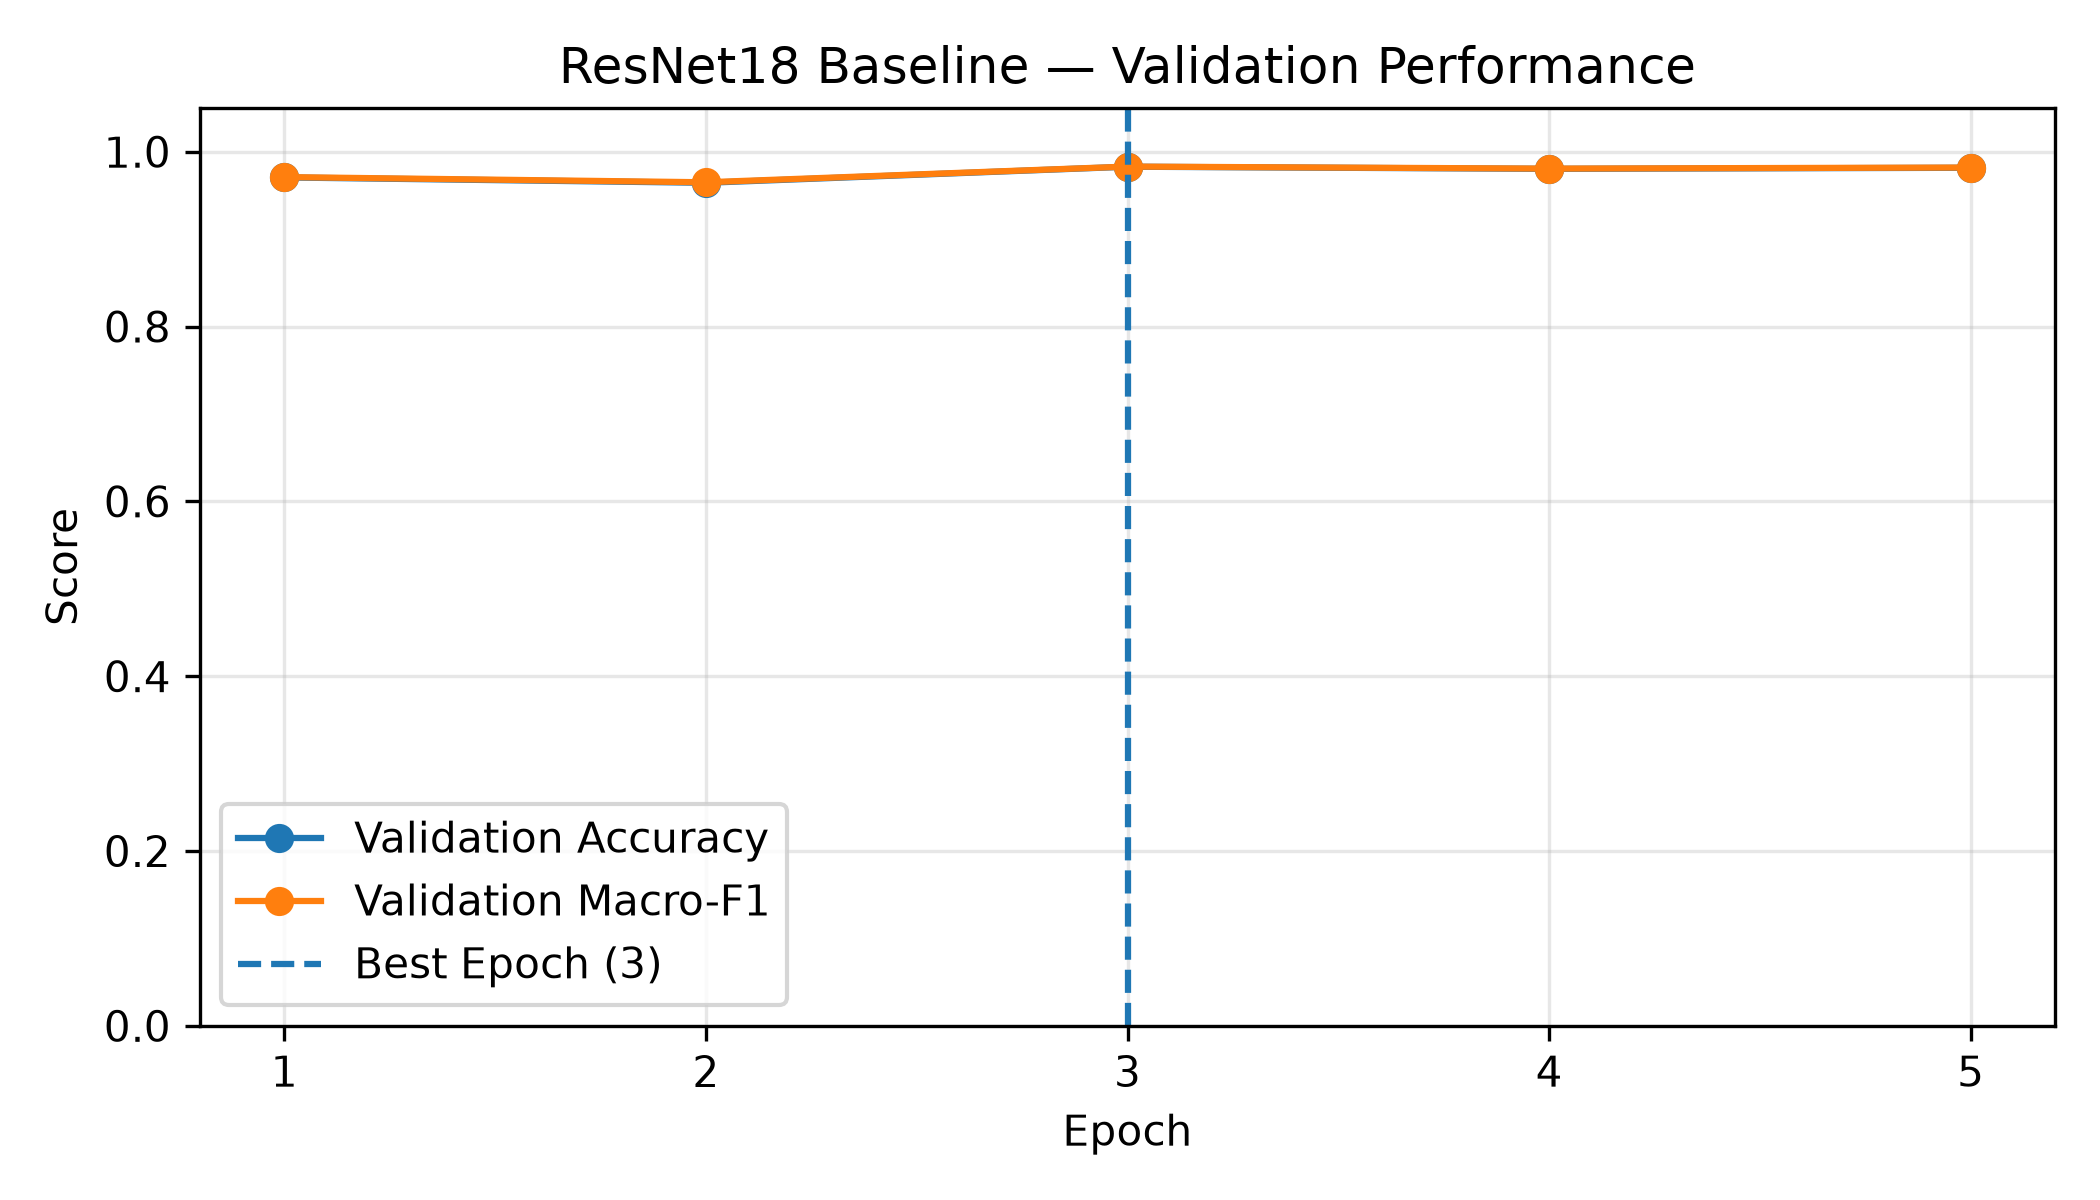 ResNet18 Baseline — Validation Performance
1.0
0.8
0.6
0.4
0.2
0.0
Score
Validation Accuracy
Validation Macro-F1
Best Epoch (3)
1 2 3 4 5
Epoch